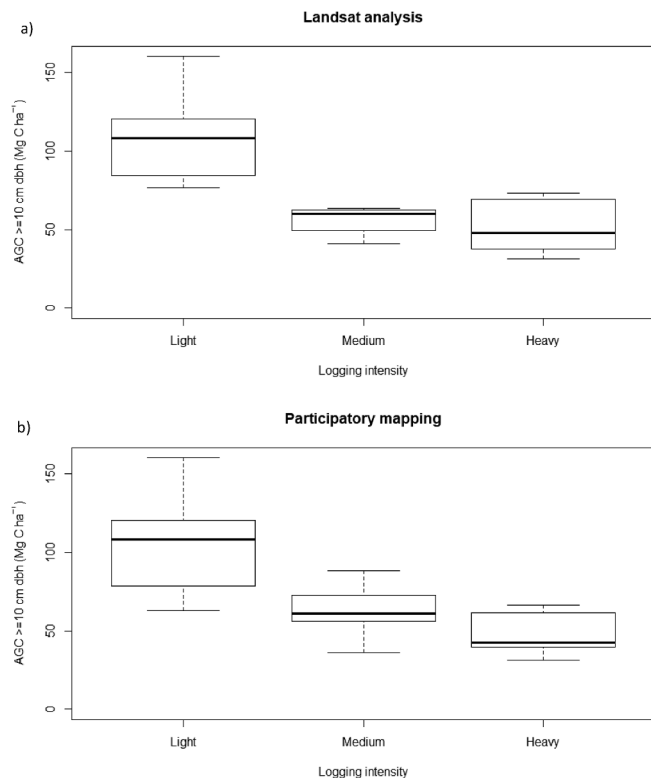 a)
Landsat analysis
AGC >=10 cm dbh (Mg C ha⁻¹)
150
100
50
0
Light Medium Heavy
Logging intensity
b)
Participatory mapping
AGC >=10 cm dbh (Mg C ha⁻¹)
150
100
50
0
Light Medium Heavy
Logging intensity